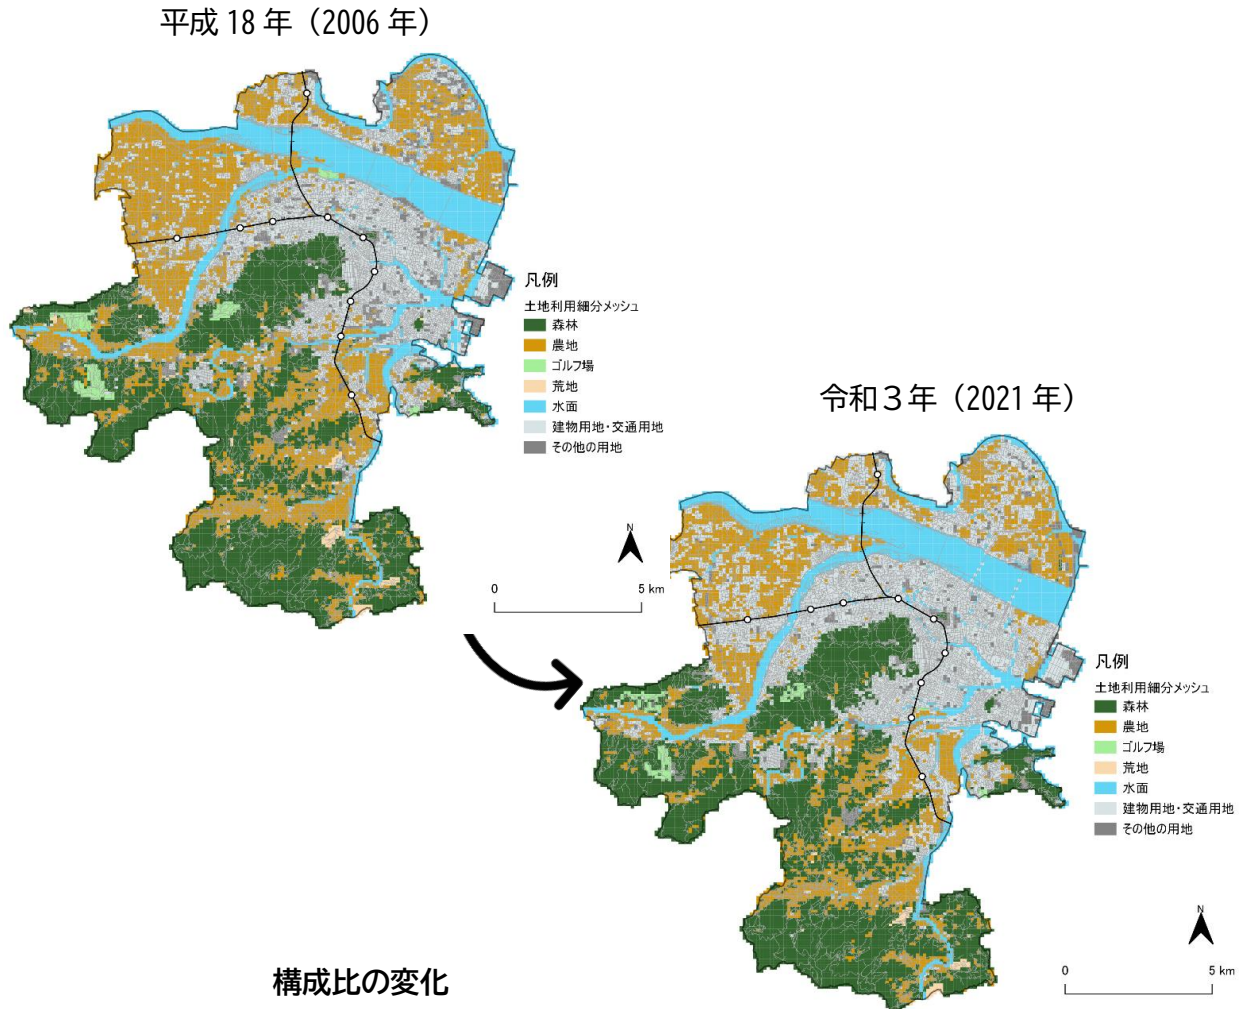 平成 18 年（2006 年）
凡例
土地利用細分メッシュ
森林
農地
ゴルフ場
荒地
水面
建物用地・交通用地
その他の用地
N
0 5 km
令和３年（2021 年）
凡例
土地利用細分メッシュ
森林
農地
ゴルフ場
荒地
水面
建物用地・交通用地
その他の用地
N
0 5 km
構成比の変化